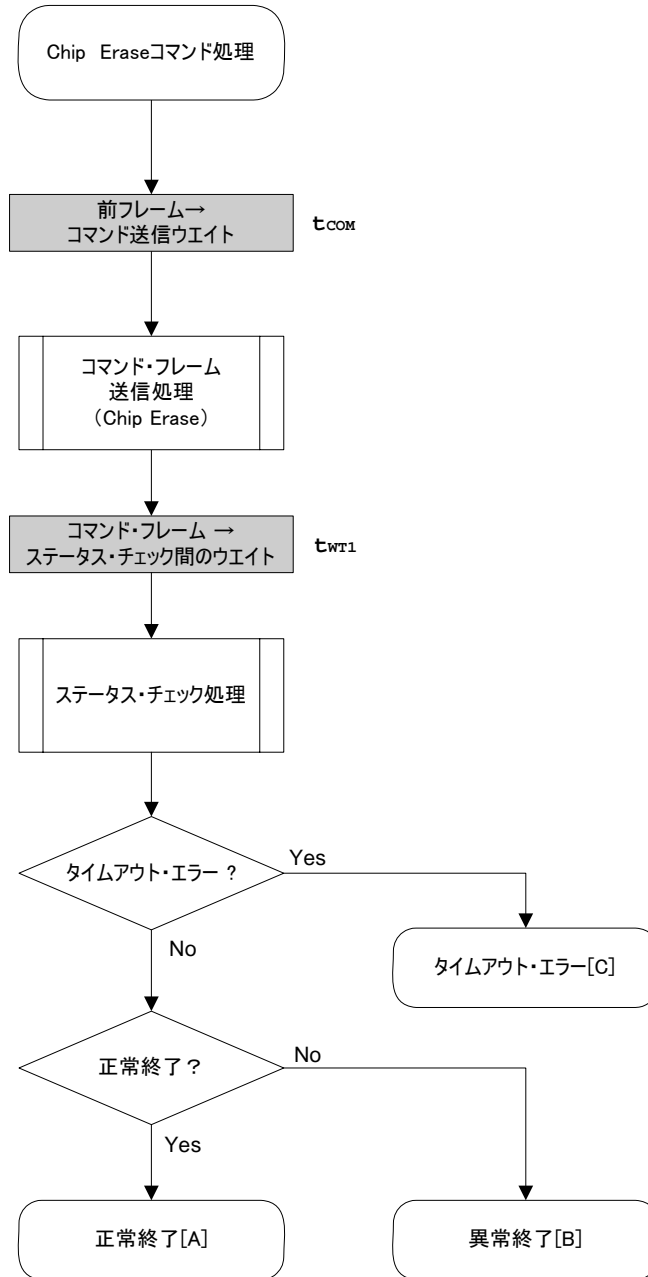 Chip Eraseコマンド処理
前フレーム→
コマンド送信ウエイト
tCOM
コマンド・フレーム
送信処理
（Chip Erase）
コマンド・フレーム →
ステータス・チェック間のウエイト
tWT1
ステータス・チェック処理
タイムアウト・エラー ?
Yes
No
タイムアウト・エラー[C]
正常終了？
No
Yes
正常終了[A]
異常終了[B]